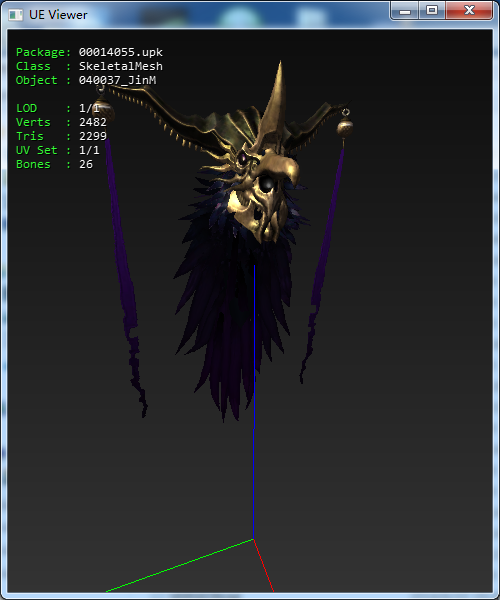 UE Viewer
Package: 00014055.upk
Class  : SkeletalMesh
Object : 040037_JinM
LOD    : 1/1
Verts  : 2482
Tris   : 2299
UV Set : 1/1
Bones  : 26